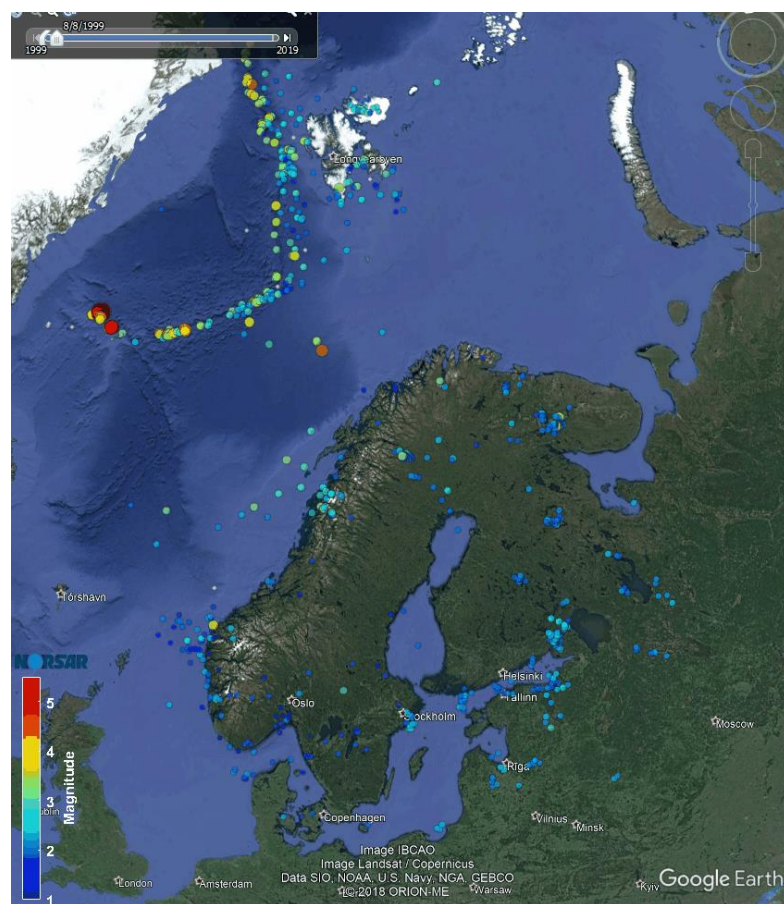 8/8/1999
1999 2019
Longyearbyen
Tórshavn
NORSAR
Helsinki
Tallinn
Oslo
Stockholm
Moscow
5
4
3
2
1
Magnitude
Rīga
Copenhagen
Vilnius
Minsk
London
Amsterdam
Warsaw
Kyiv
Image IBCAO
Image Landsat / Copernicus
Data SIO, NOAA, U.S. Navy, NGA, GEBCO
© 2018 ORION-ME
Google Earth